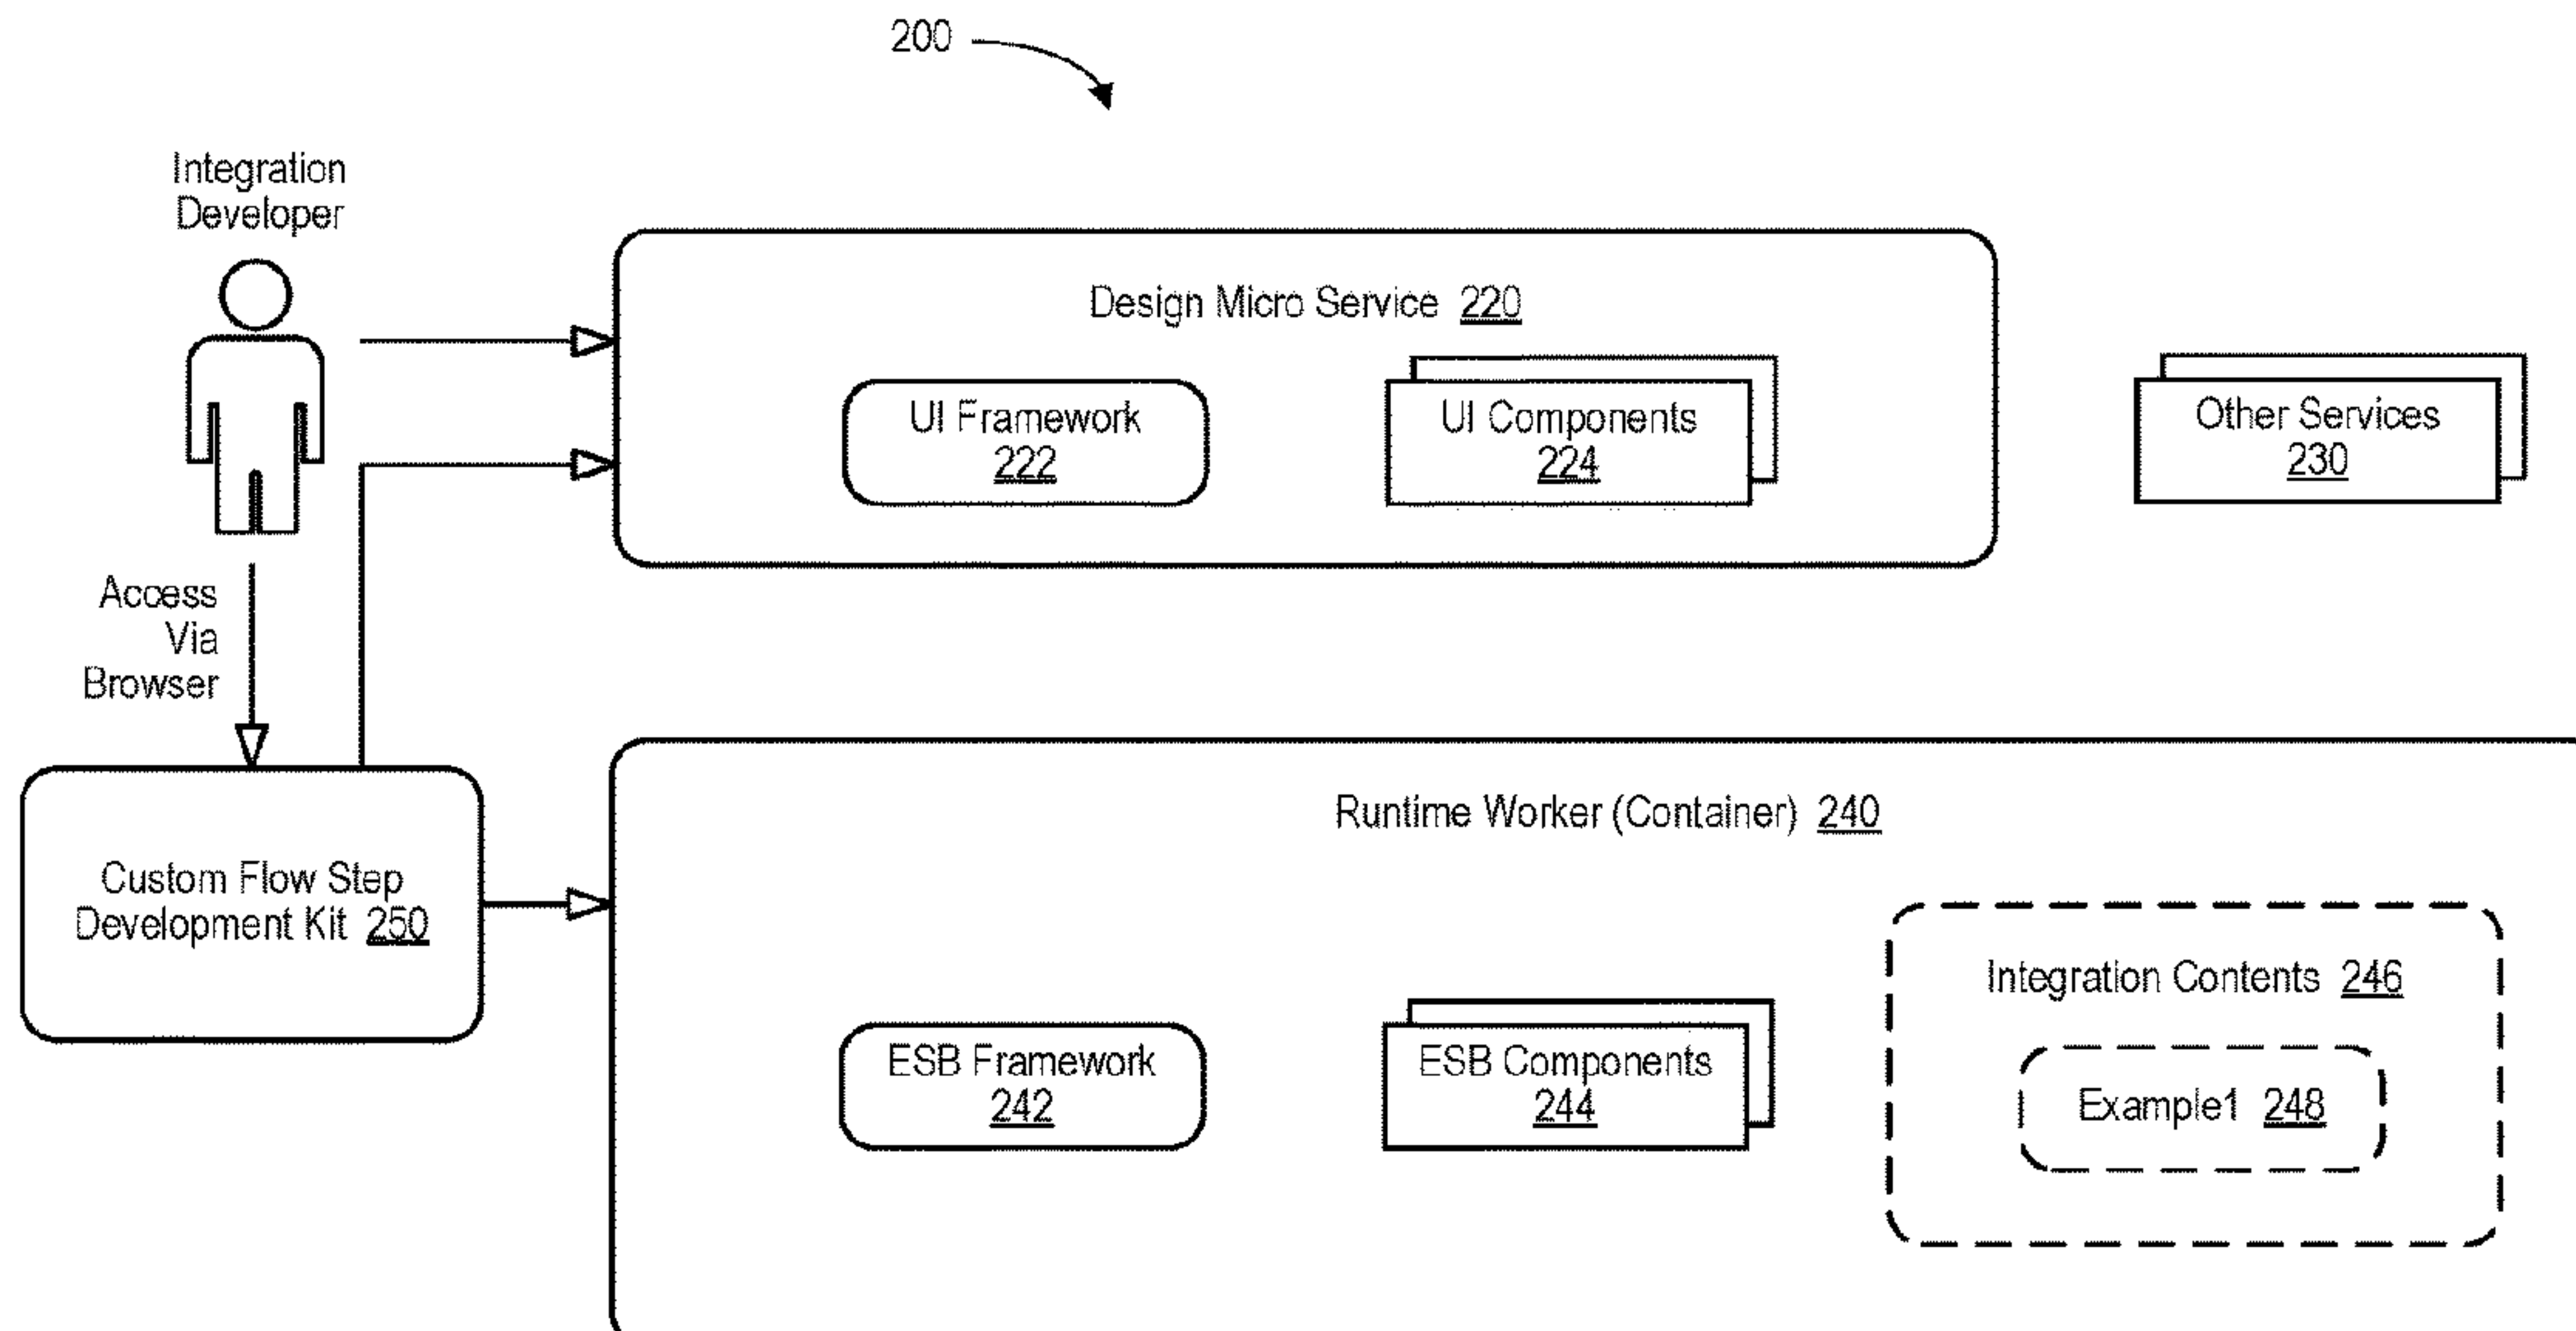 200
Integration
Developer
Design Micro Service 220
UI Framework
222
UI Components
224
Other Services
230
Access
Via
Browser
Runtime Worker (Container) 240
Custom Flow Step
Development Kit 250
Integration Contents 246
ESB Framework
242
ESB Components
244
Example1 248